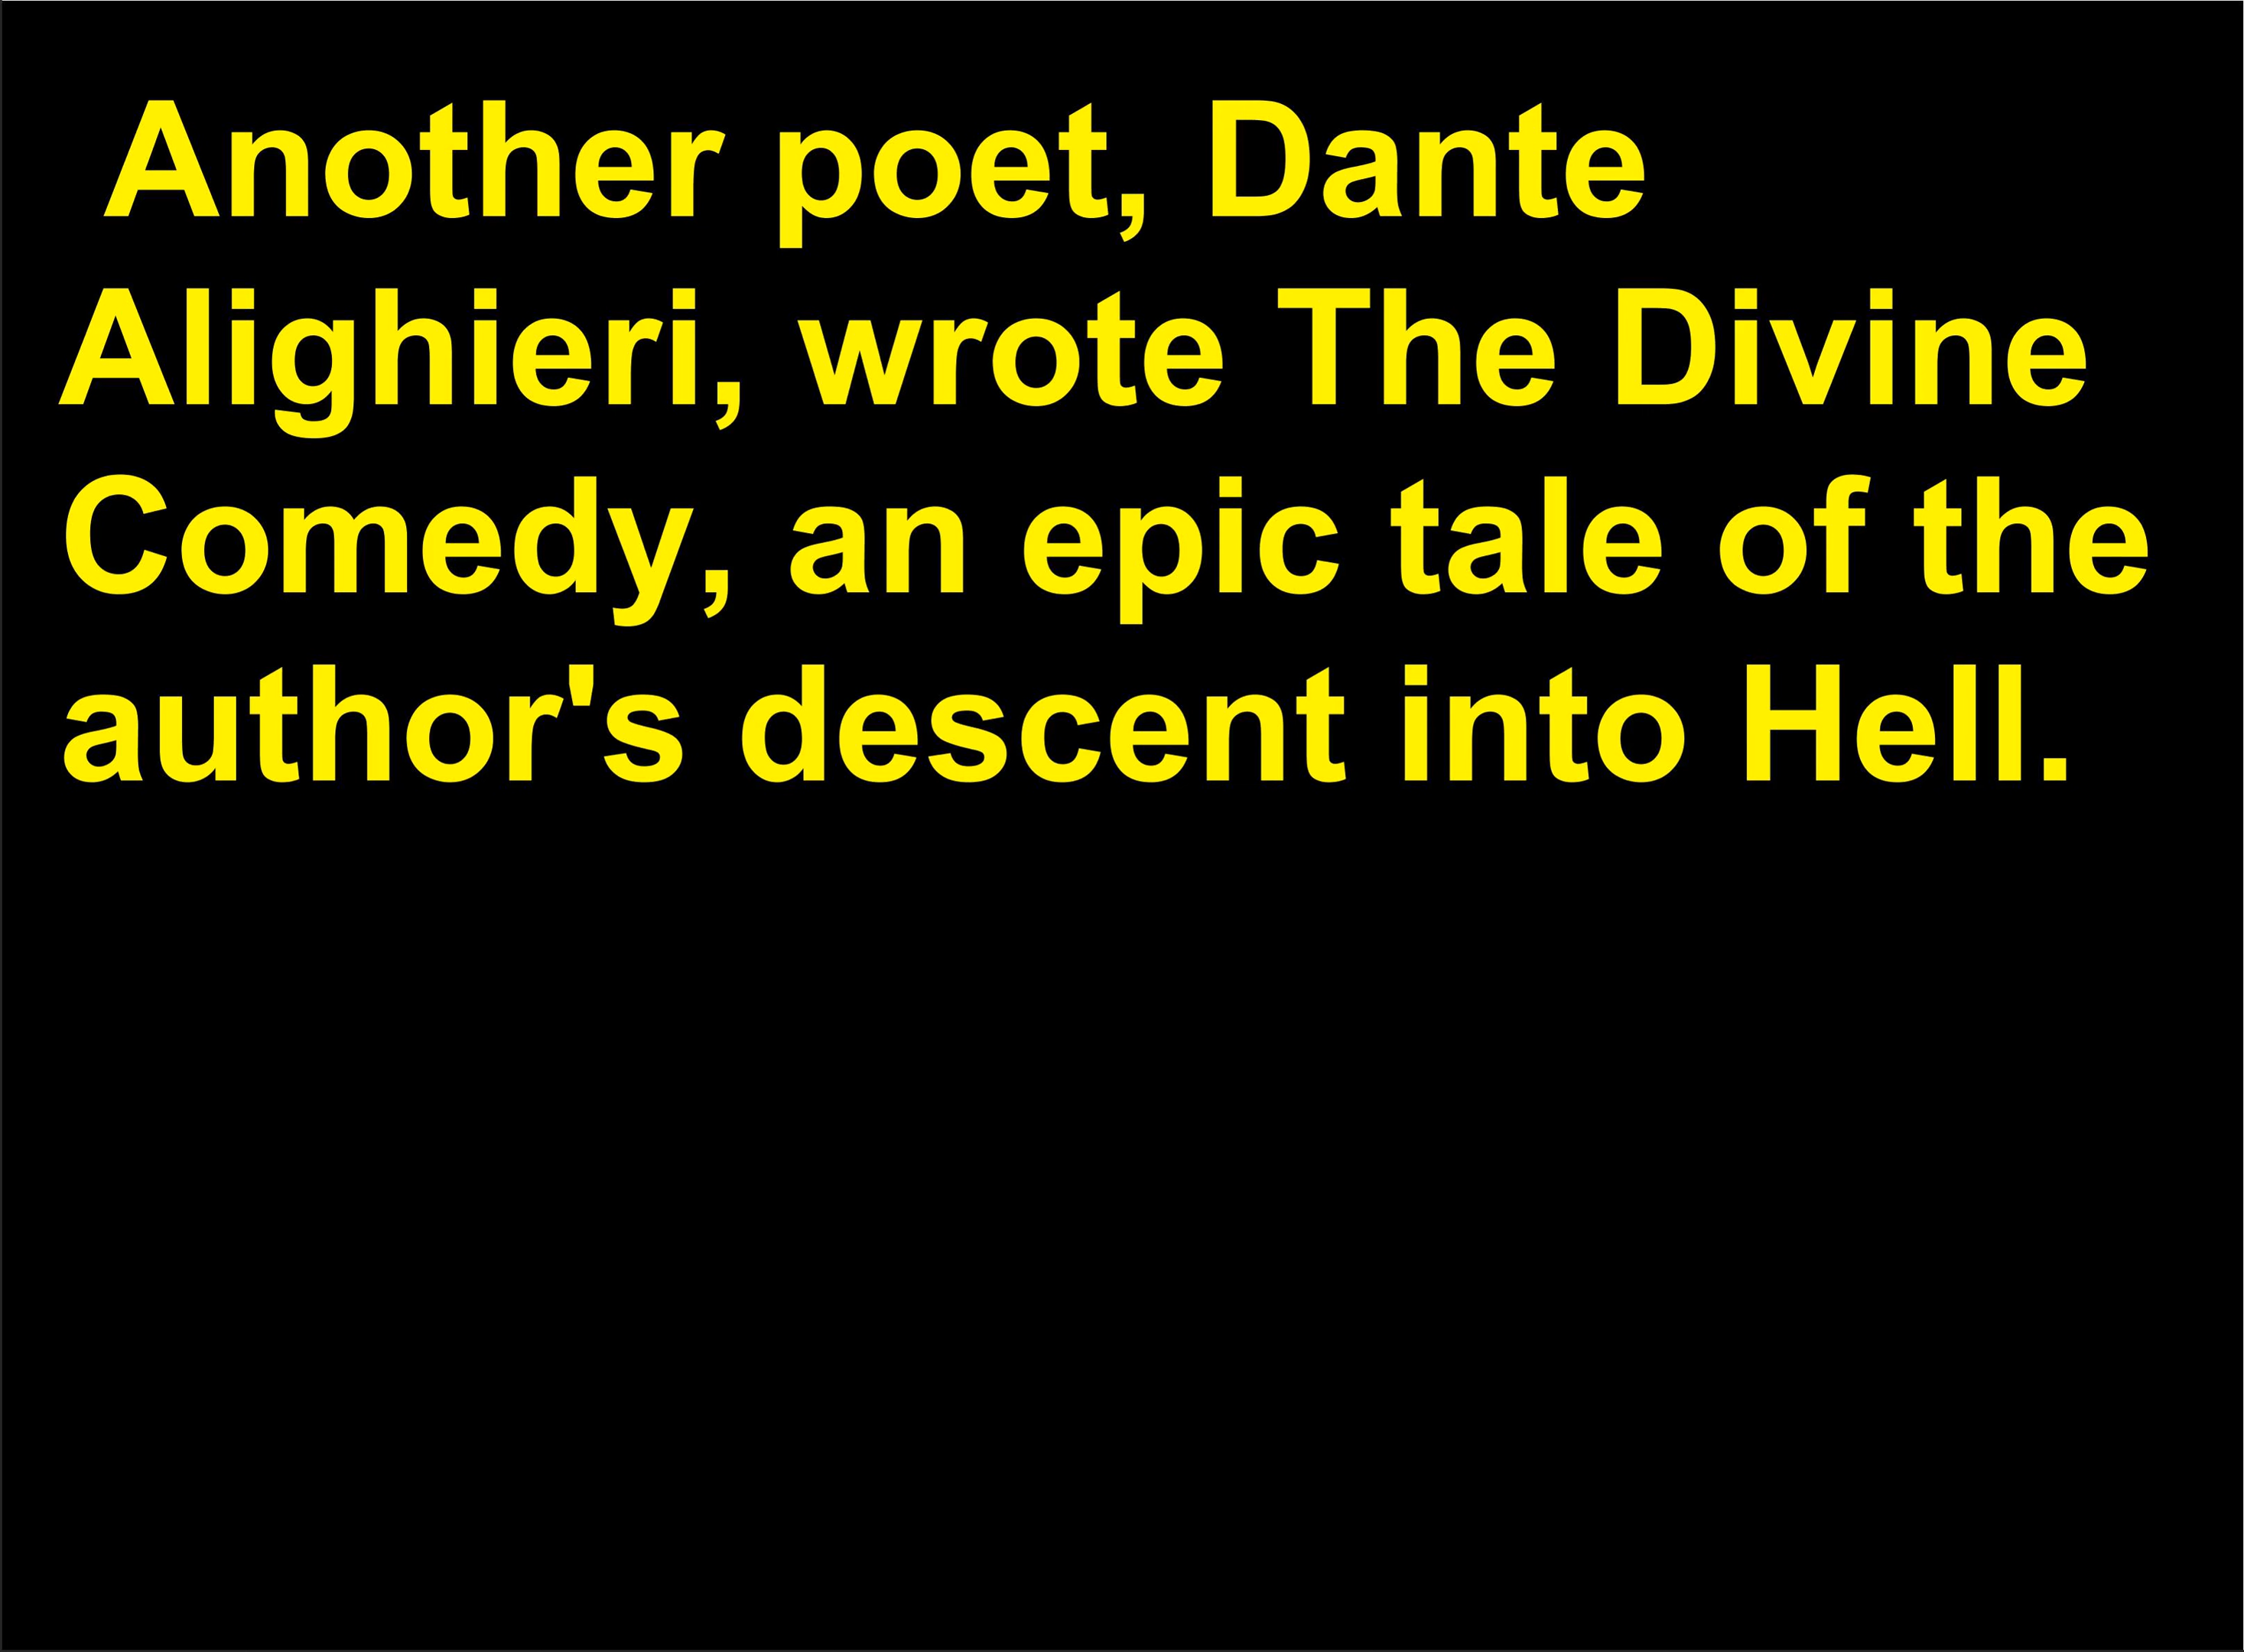 Another poet, Dante
Alighieri, wrote The Divine
Comedy, an epic tale of the
author's descent into Hell.